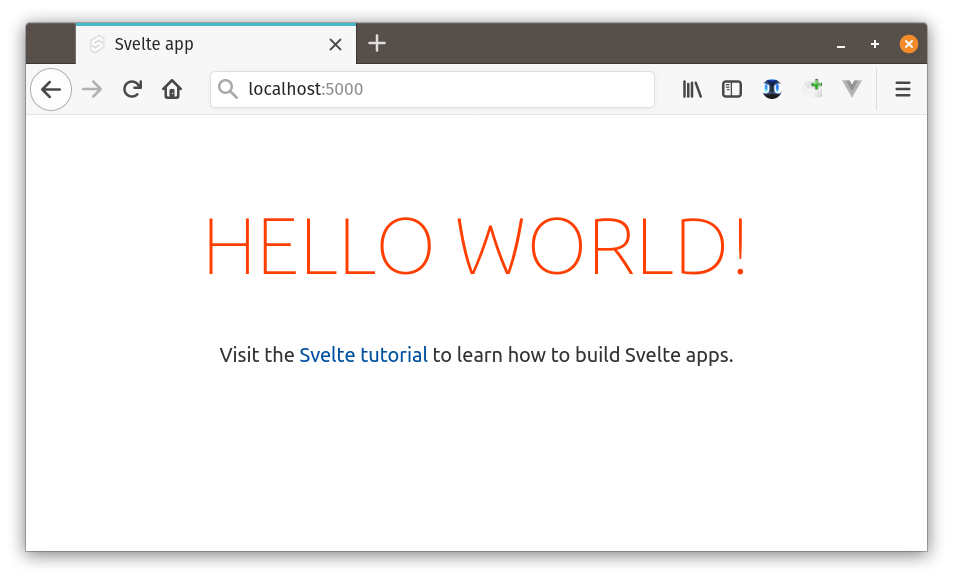 Svelte app
localhost:5000
HELLO WORLD!
Visit the Svelte tutorial to learn how to build Svelte apps.